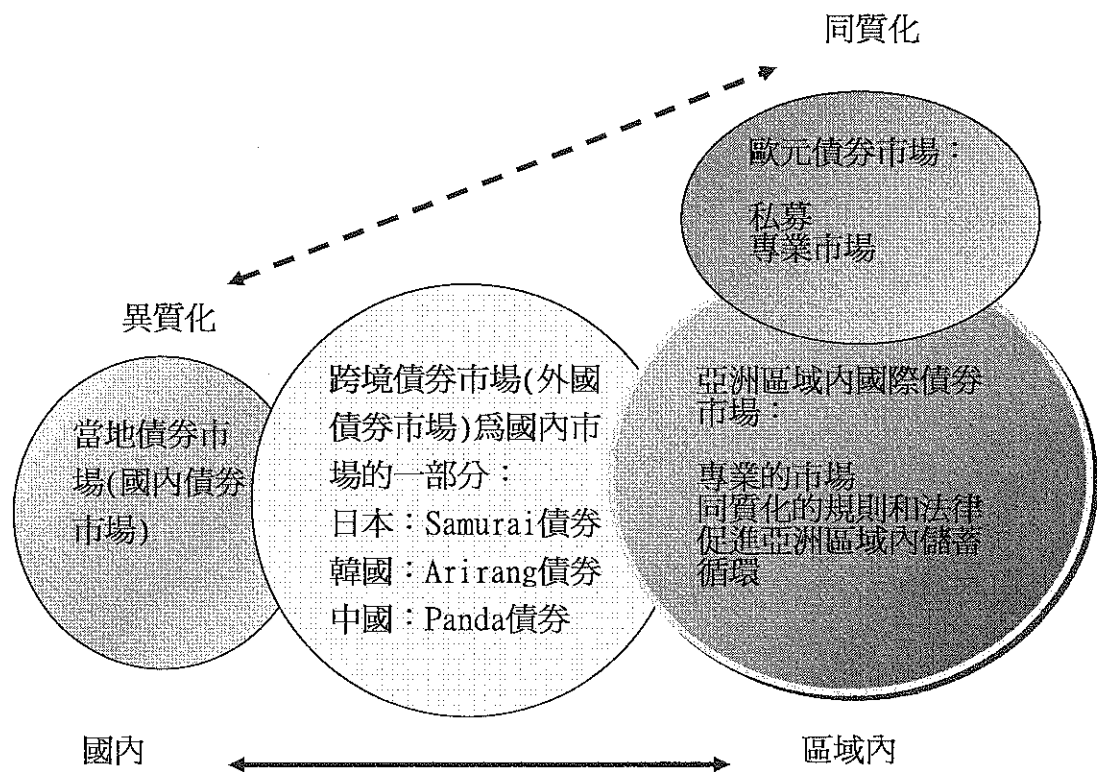 同質化
歐元債券市場：
私募
專業市場
異質化
當地債券市
場(國內債券
市場)
跨境債券市場(外國
債券市場)爲國內市
場的一部分：
日本：Samurai債券
韓國：Arirang債券
中國：Panda債券
亞洲區域內國際債券
市場：
專業的市場
同質化的規則和法律
促進亞洲區域內儲蓄
循環
國內
區域內